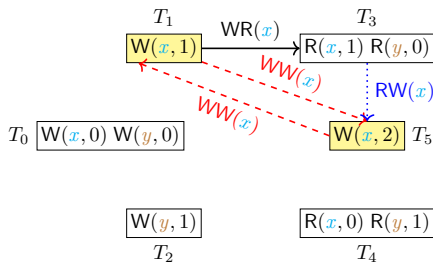 T₁ WR(x) T₃
W(x, 1) R(x, 1) R(y, 0)
WW(x)
WW(x) RW(x)
T₀ W(x, 0) W(y, 0) W(x, 2) T₅
W(y, 1) R(x, 0) R(y, 1)
T₂ T₄